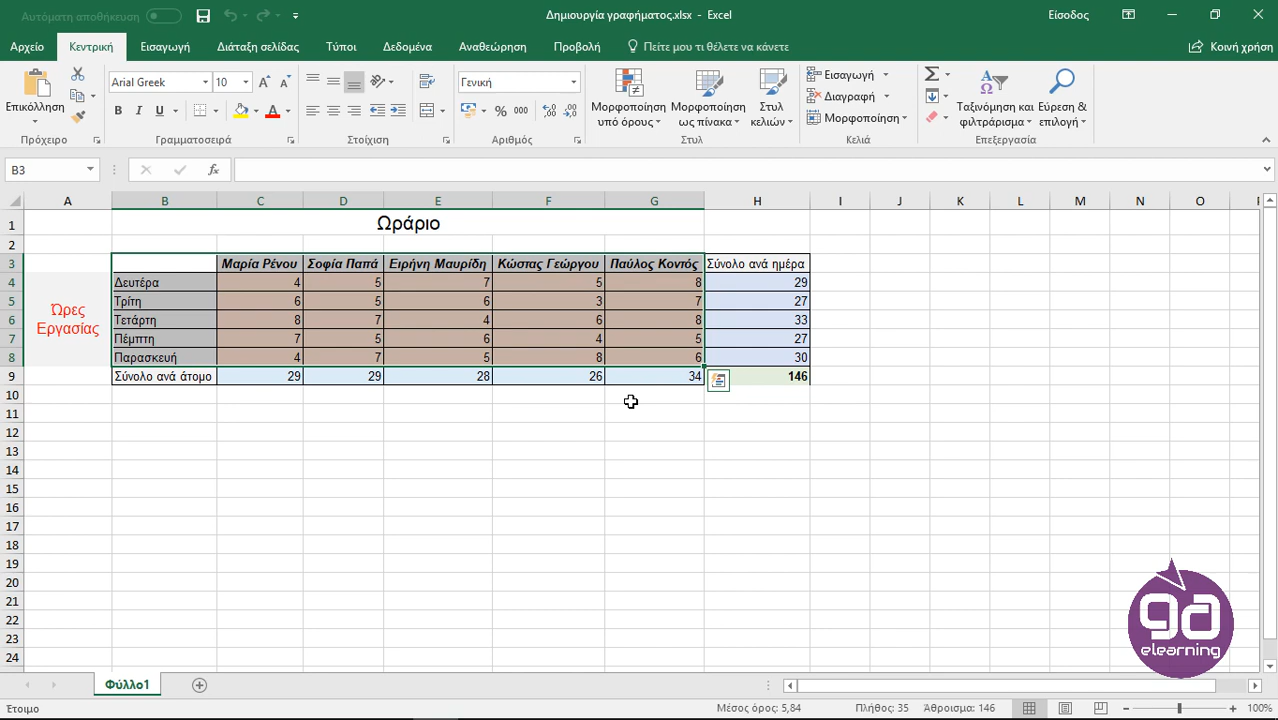 Αυτόματη αποθήκευση
Δημιουργία γραφήματος.xlsx - Excel
Είσοδος
Αρχείο Κεντρική Εισαγωγή Διάταξη σελίδας Τύποι Δεδομένα Αναθεώρηση Προβολή Πείτε μου τι θέλετε να κάνετε Κοινή χρήση
Επικόλληση
Πρόχειρο
Arial Greek 10
B I U
Γραμματοσειρά
Στοίχιση
Γενική
% 000
Αριθμός
Μορφοποίηση υπό όρους
Μορφοποίηση ως πίνακα
Στυλ κελιών
Στυλ
Εισαγωγή
Διαγραφή
Μορφοποίηση
Κελιά
Ταξινόμηση και φιλτράρισμα
Εύρεση & επιλογή
Επεξεργασία
B3 fx
A B C D E F G H I J K L M N O P
1 Ωράριο
2
3 Μαρία Ρένου Σοφία Παπά Ειρήνη Μαυρίδη Κώστας Γεώργου Παύλος Κοντός Σύνολο ανά ημέρα
4 Δευτέρα 4 5 7 5 8 29
5 Τρίτη 6 5 6 3 7 27
6 Τετάρτη 8 7 4 6 8 33
7 Πέμπτη 7 5 6 4 5 27
8 Παρασκευή 4 7 5 8 6 30
9 Σύνολο ανά άτομο 29 29 28 26 34 146
Ώρες
Εργασίας
10
11
12
13
14
15
16
17
18
19
20
21
22
23
24
ga
elearning
Φύλλο1
Έτοιμο Μέσος όρος: 5,84 Πλήθος: 35 Άθροισμα: 146 100%